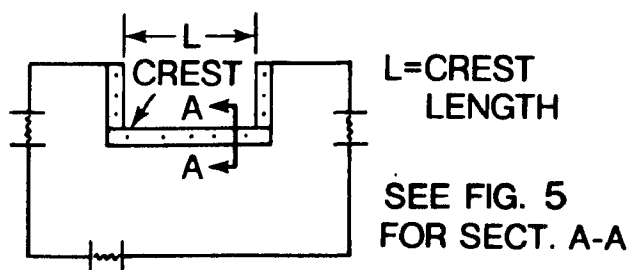 L
CREST
A
A
L=CREST
LENGTH
SEE FIG. 5
FOR SECT. A-A